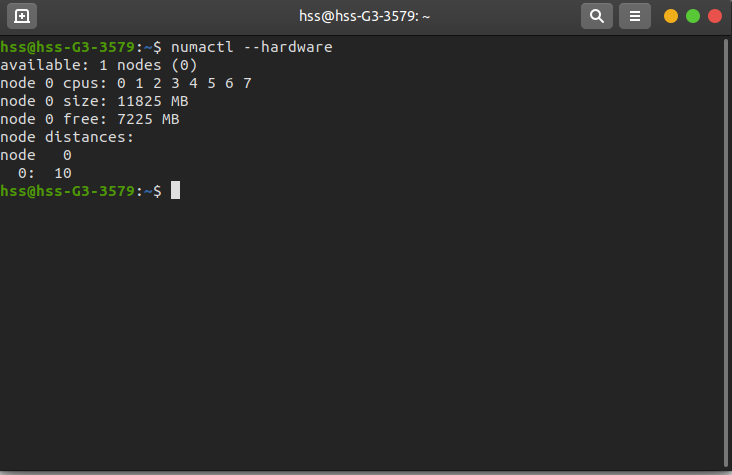 hss@hss-G3-3579: ~
hss@hss-G3-3579:~$ numactl --hardware
available: 1 nodes (0)
node 0 cpus: 0 1 2 3 4 5 6 7
node 0 size: 11825 MB
node 0 free: 7225 MB
node distances:
node   0
  0:  10
hss@hss-G3-3579:~$